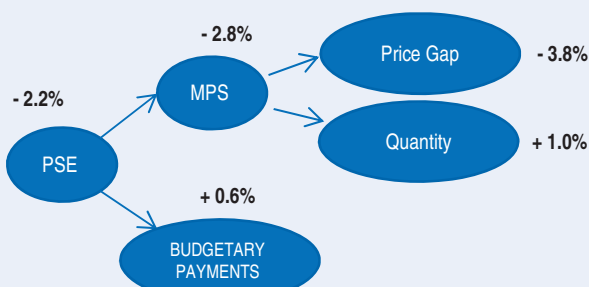 - 2.8%
Price Gap
- 3.8%
- 2.2%
MPS
Quantity
+ 1.0%
PSE
+ 0.6%
BUDGETARY
PAYMENTS